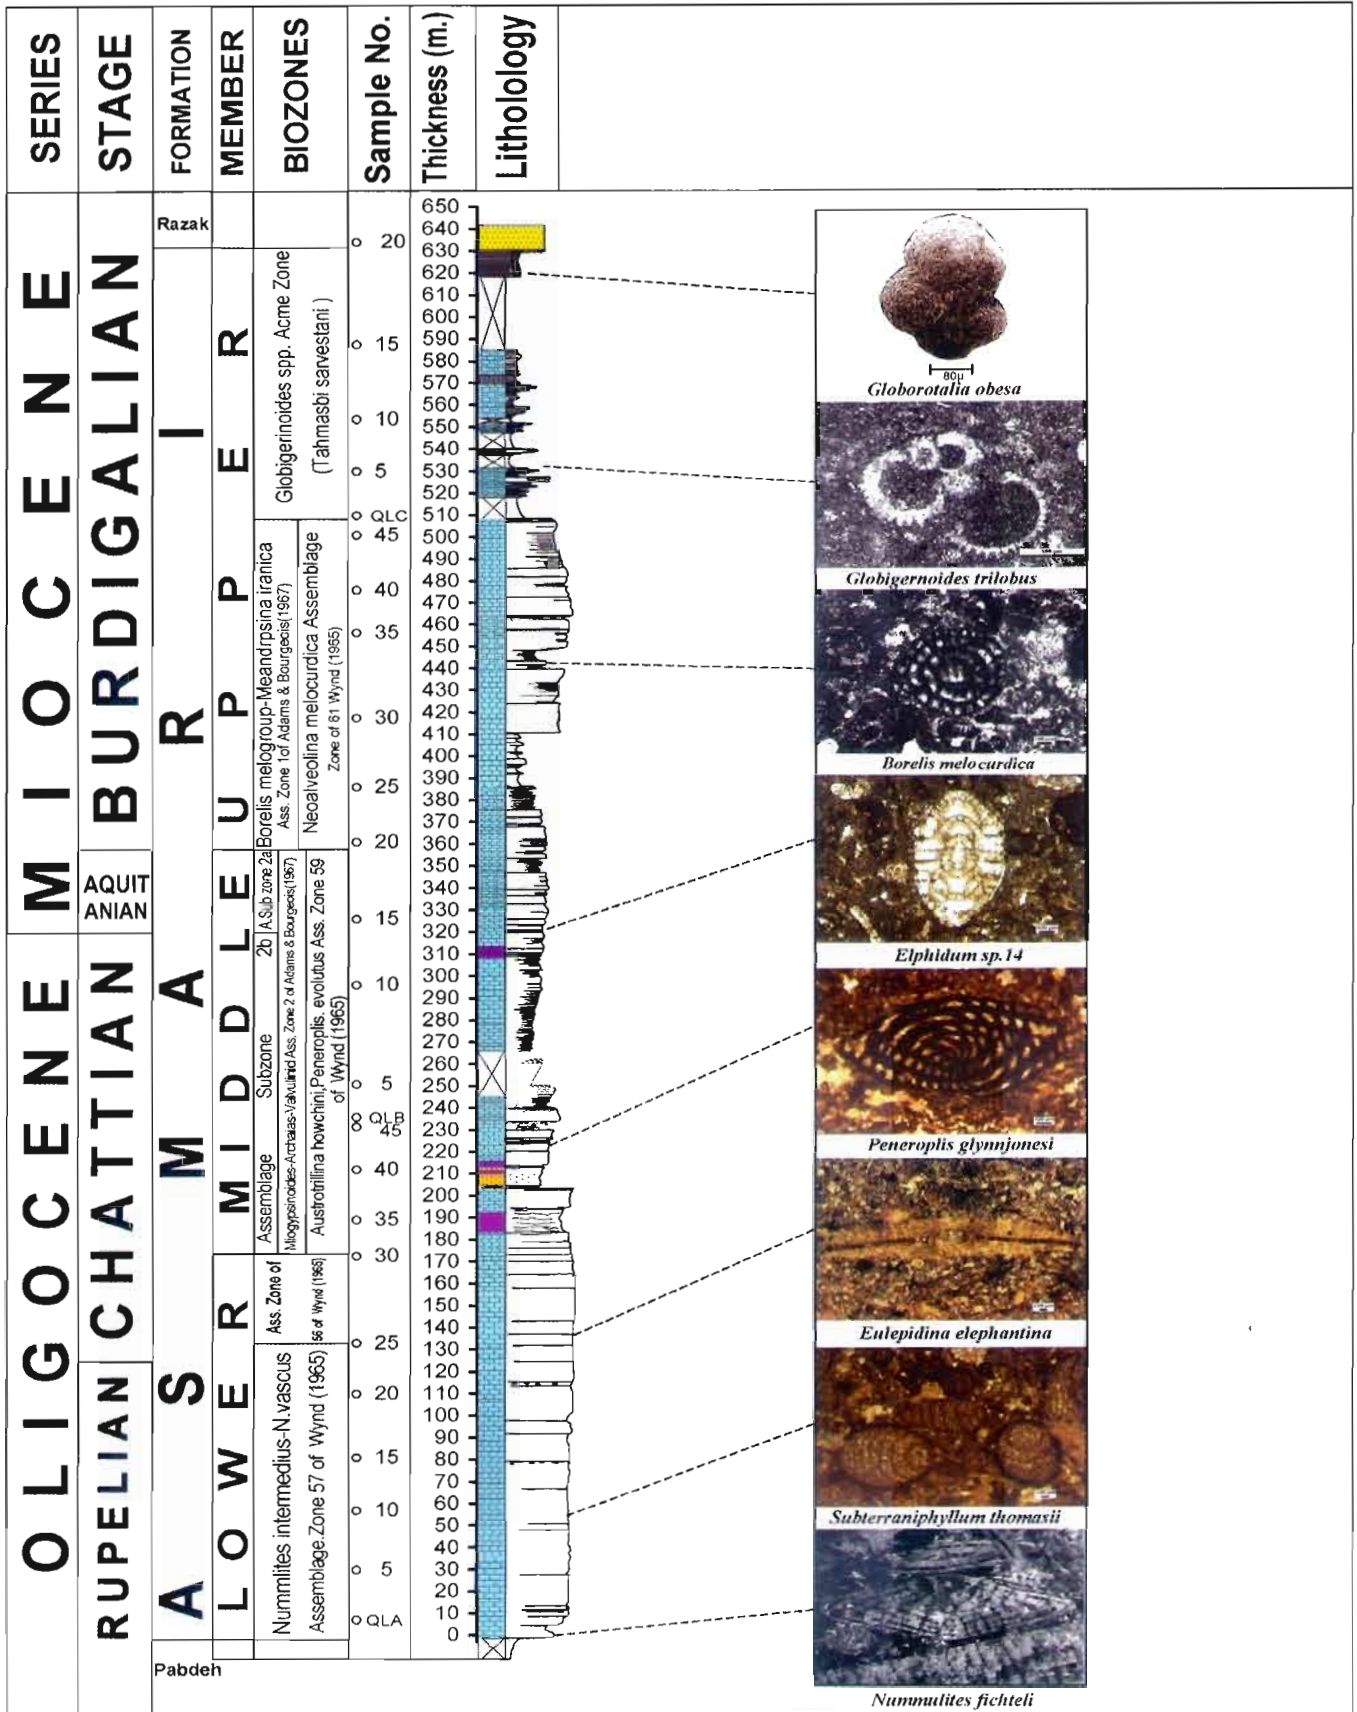 SERIES
STAGE
FORMATION
MEMBER
BIOZONES
Sample No.
Thickness (m.)
Lithololgy
MIOCENE
OLIGOCENE
BURDIGALIAN
AQUIT
ANIAN
CHATTIAN
RUPELIAN
Razak
ASMARI
Pabdeh
UPPER
MIDDLE
LOWER
Globigerinoides spp. Acme Zone
(Tahmasbi sarvestani )
Borelis melogroup-Meandrpsina iranica
Ass. Zone 1of Adams & Bourgeois(1967)
Neoalveolina melocurdica Assemblage
Zone of 61 Wynd (1965)
Assemblage Subzone 2b
A.Sub zone 2a
Miogypsinoides-Archaias-Valvulinid Ass. Zone 2 of Adams & Bourgeois(1967)
Austrotrillina howchini,Peneroplis. evolutus Ass. Zone 59
of Wynd (1965)
Ass. Zone of
56 of Wynd (1965)
Nummlites intermedius-N.vascus
Assemblage.Zone 57 of Wynd (1965)
20
15
10
5
QLC
45
40
35
30
25
20
15
10
5
QLB
45
40
35
30
25
20
15
10
5
QLA
650
640
630
620
610
600
590
580
570
560
550
540
530
520
510
500
490
480
470
460
450
440
430
420
410
400
390
380
370
360
350
340
330
320
310
300
290
280
270
260
250
240
230
220
210
200
190
180
170
160
150
140
130
120
110
100
90
80
70
60
50
40
30
20
10
0
80µ
Globorotalia obesa
Globigernoides trilobus
Borelis melocurdica
Elphidum sp.14
Peneroplis glynnjonesi
Eulepidina elephantina
Subterraniphyllum thomasii
Nummulites fichteli